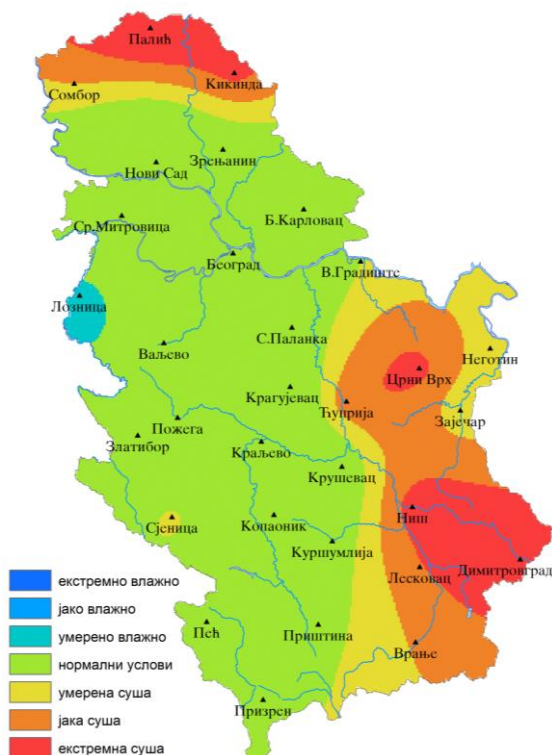 Палић
Кикинда
Сомбор
Зрењанин
Нови Сад
Б.Карловац
Ср.Митровица
Београд
В.Градиште
Лозница
С.Паланка
Ваљево
Неготин
Црни Врх
Крагујевац
Ћуприја
Зајечар
Пожега
Златибор
Краљево
Крушевац
Ниш
Сјеница
Копаоник
Куршумлија
Димитровград
Лесковац
Пећ
Приштина
Врање
Призрен
екстремно влажно
јако влажно
умерено влажно
нормални услови
умерена суша
јака суша
екстремна суша